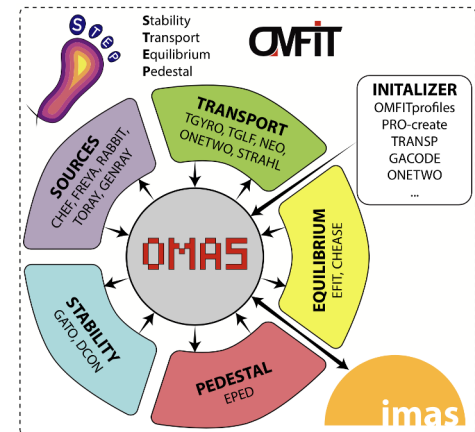 STEP
Stability
Transport
Equilibrium
Pedestal
OMFIT
INITALIZER
OMFITprofiles
PRO-create
TRANSP
GACODE
ONETWO
...
TRANSPORT
TGYRO, TGLF, NEO,
ONETWO, STRAHL
SOURCES
CHEF, FREYA, RABBIT,
TORAY, GENRAY
OMAS
EQUILIBRIUM
EFIT, CHEASE
STABILITY
GATO, DCON
PEDESTAL
EPED
imas